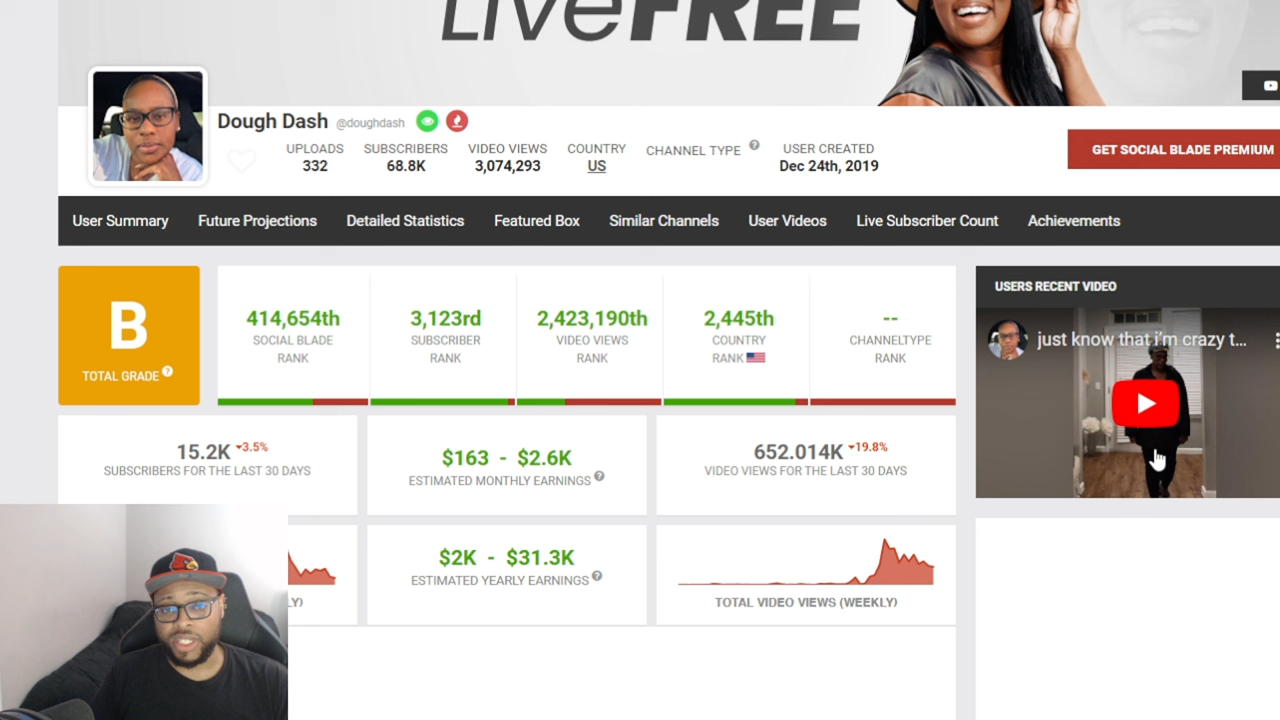 LiveFREE
Dough Dash @doughdash
UPLOADS
332
SUBSCRIBERS
68.8K
VIDEO VIEWS
3,074,293
COUNTRY
US
CHANNEL TYPE ?
USER CREATED
Dec 24th, 2019
GET SOCIAL BLADE PREMIUM
User Summary Future Projections Detailed Statistics Featured Box Similar Channels User Videos Live Subscriber Count Achievements
B
TOTAL GRADE ?
414,654th
SOCIAL BLADE
RANK
3,123rd
SUBSCRIBER
RANK
2,423,190th
VIDEO VIEWS
RANK
2,445th
COUNTRY
RANK
--
CHANNELTYPE
RANK
USERS RECENT VIDEO
just know that i'm crazy t...
15.2K 3.5%
SUBSCRIBERS FOR THE LAST 30 DAYS
$163 - $2.6K
ESTIMATED MONTHLY EARNINGS ?
652.014K 19.8%
VIDEO VIEWS FOR THE LAST 30 DAYS
LY)
$2K - $31.3K
ESTIMATED YEARLY EARNINGS ?
TOTAL VIDEO VIEWS (WEEKLY)